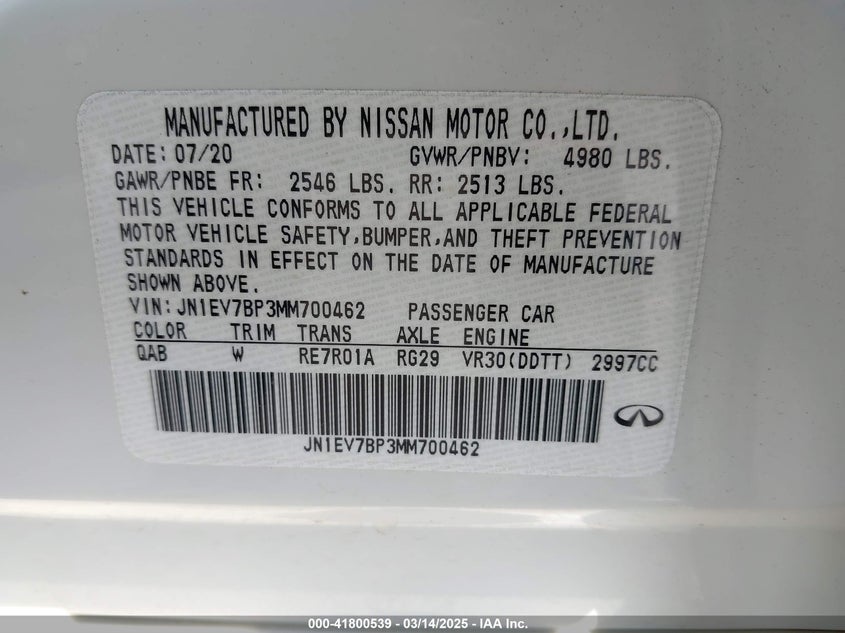 MANUFACTURED BY NISSAN MOTOR CO.,LTD.
DATE:07/20 GVWR/PNBV: 4980 LBS.
GAWR/PNBE FR: 2546 LBS. RR: 2513 LBS.
THIS VEHICLE CONFORMS TO ALL APPLICABLE FEDERAL
MOTOR VEHICLE SAFETY,BUMPER,AND THEFT PREVENTION
STANDARDS IN EFFECT ON THE DATE OF MANUFACTURE
SHOWN ABOVE.
VIN:JN1EV7BP3MM700462 PASSENGER CAR
COLOR TRIM TRANS AXLE ENGINE
QAB W RE7R01A RG29 VR30(DDTT) 2997CC
JN1EV7BP3MM700462
000-41800539 / 03/14/2025 - IAA Inc.